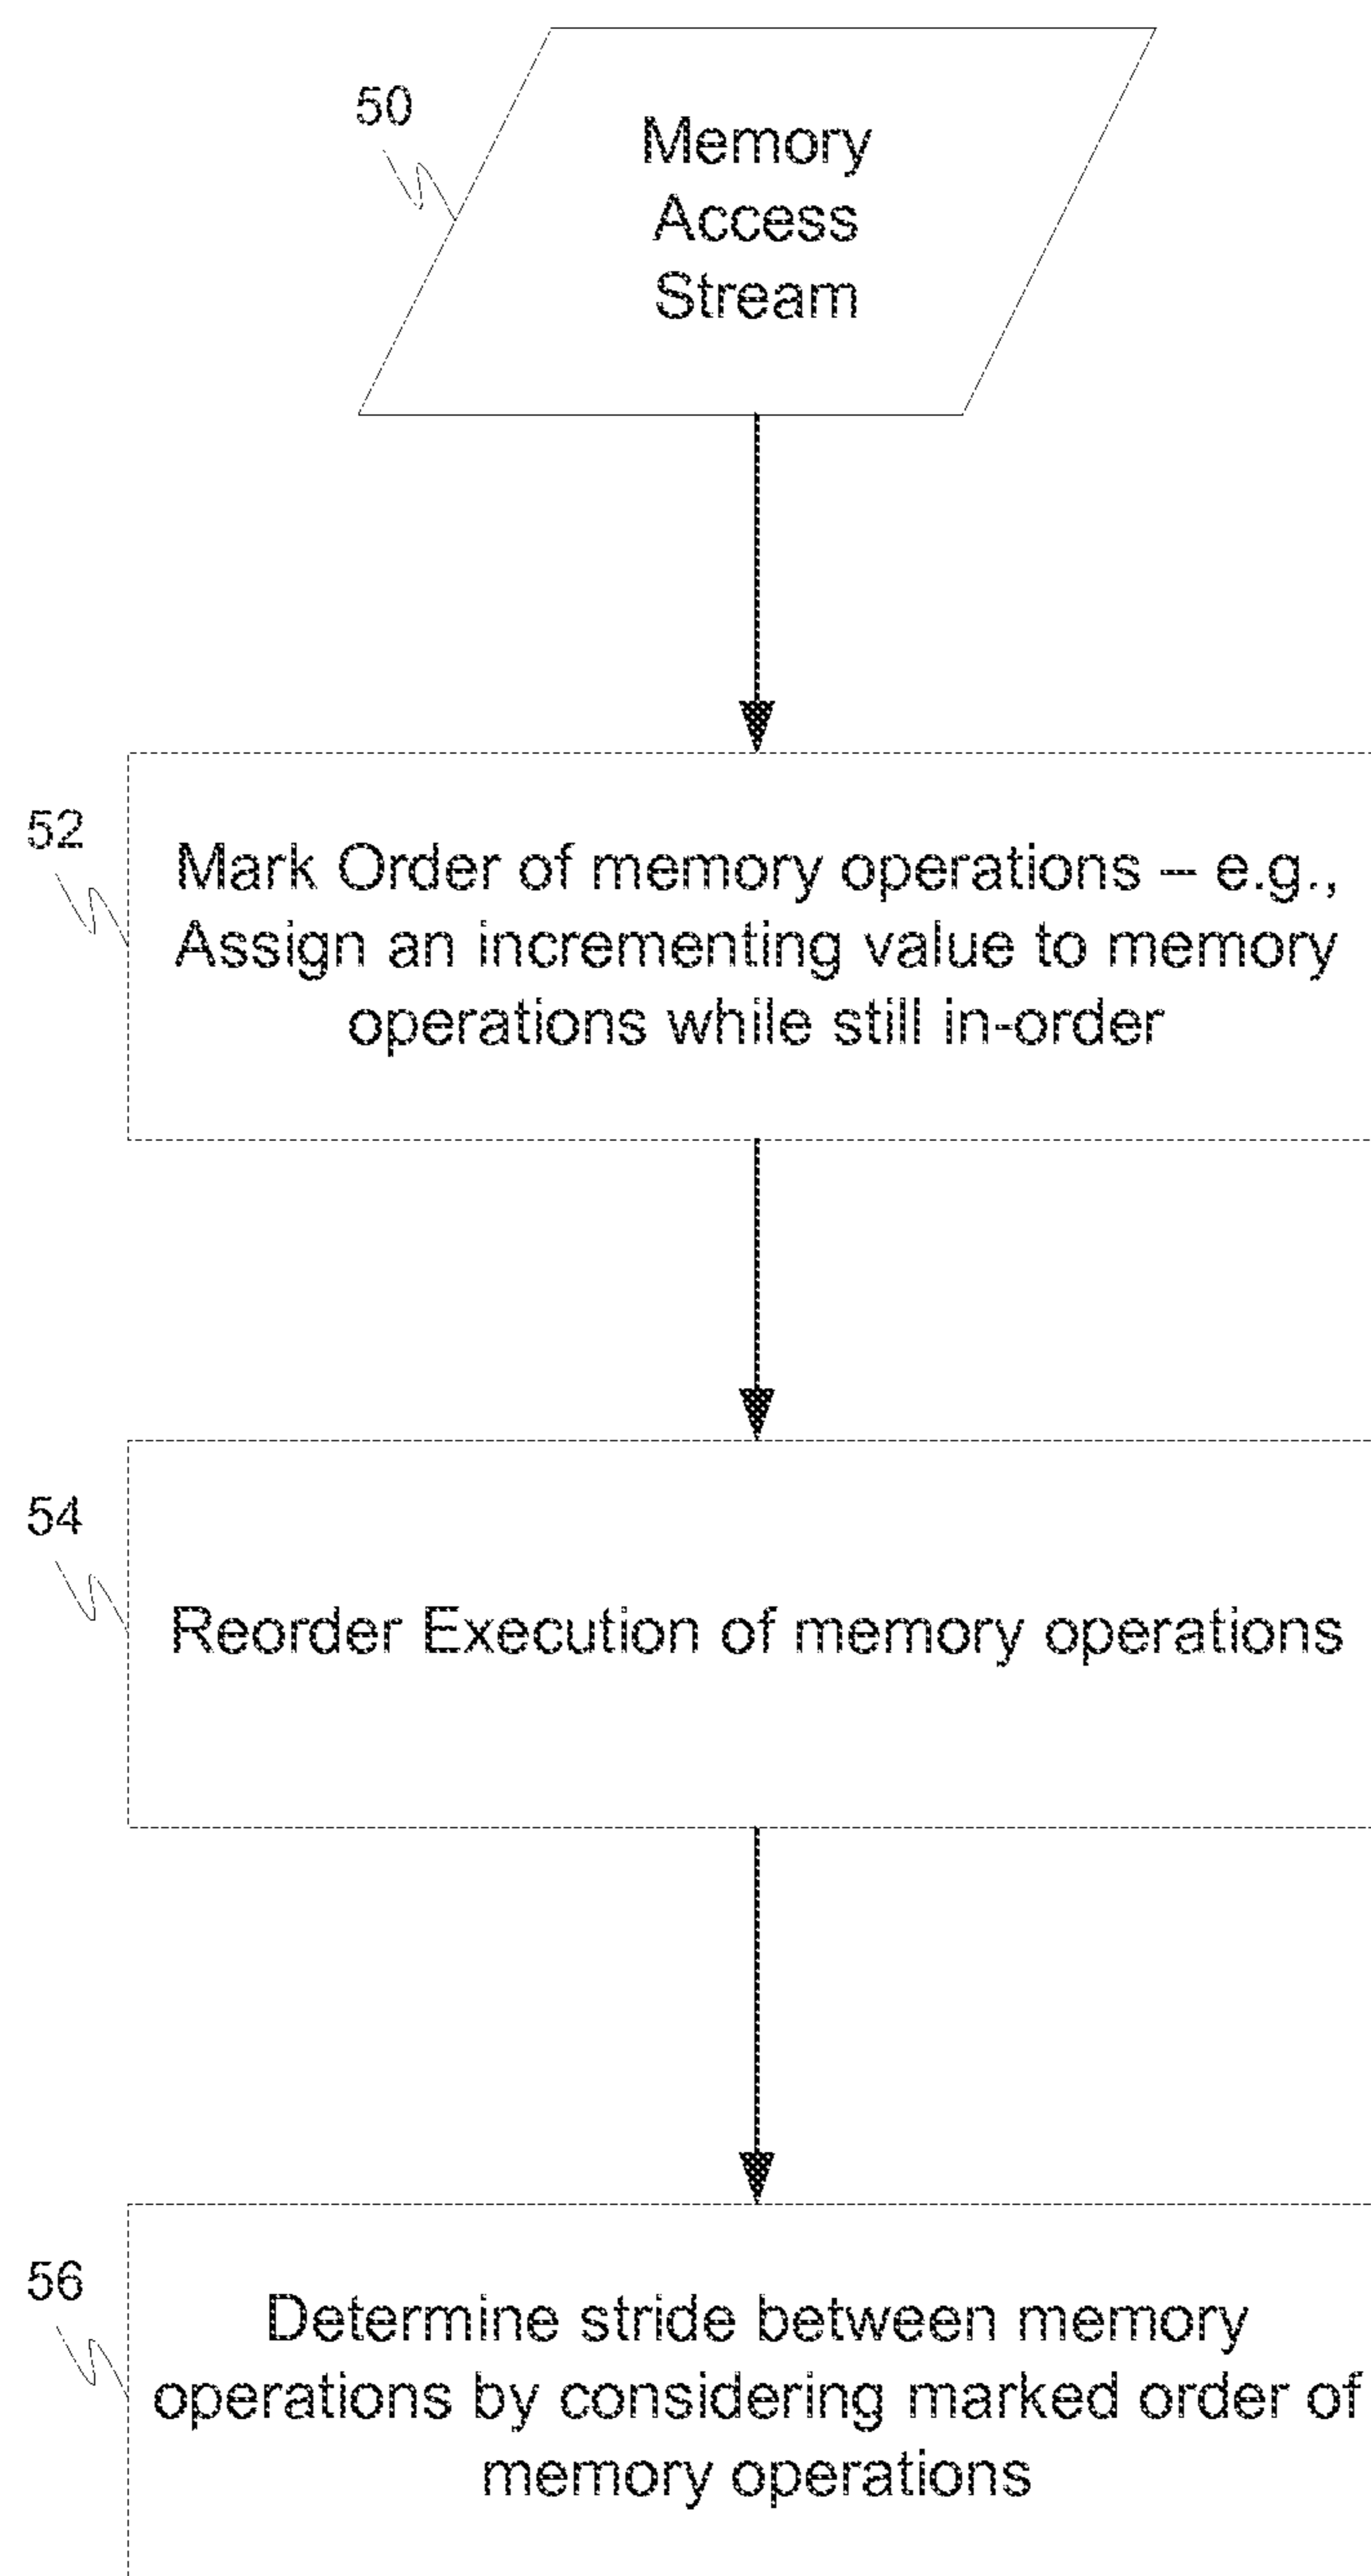 50
Memory
Access
Stream
52
Mark Order of memory operations – e.g.,
Assign an incrementing value to memory
operations while still in-order
54
Reorder Execution of memory operations
56
Determine stride between memory
operations by considering marked order of
memory operations